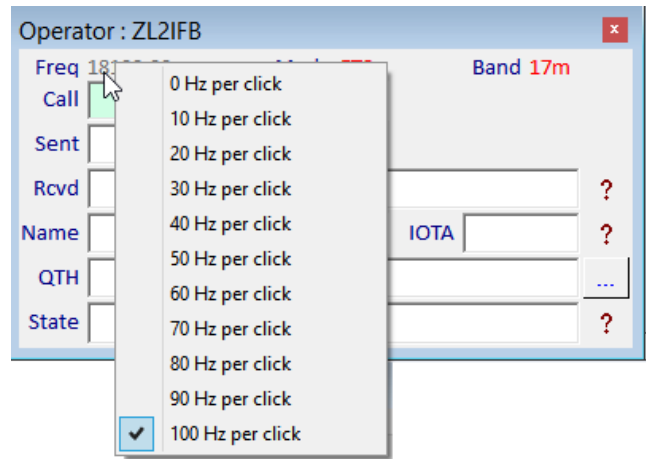 Operator : ZL2IFB
x
Freq Band 17m
Call
Sent
Rcvd ?
Name IOTA ?
QTH ...
State ?
0 Hz per click
10 Hz per click
20 Hz per click
30 Hz per click
40 Hz per click
50 Hz per click
60 Hz per click
70 Hz per click
80 Hz per click
90 Hz per click
100 Hz per click